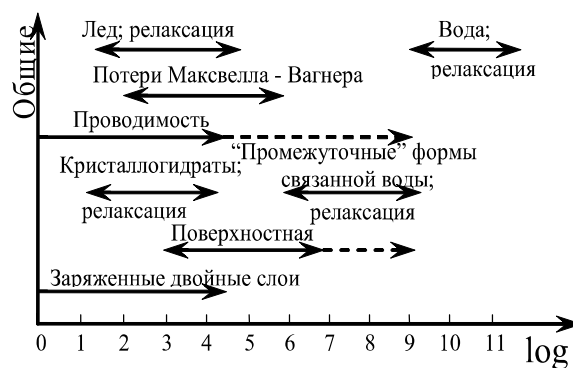 Общие
Лед; релаксация
Вода;
релаксация
Потери Максвелла - Вагнера
Проводимость
Кристаллогидраты;
релаксация
“Промежуточные” формы
связанной воды;
релаксация
Поверхностная
Заряженные двойные слои
0 1 2 3 4 5 6 7 8 9 10 11
log